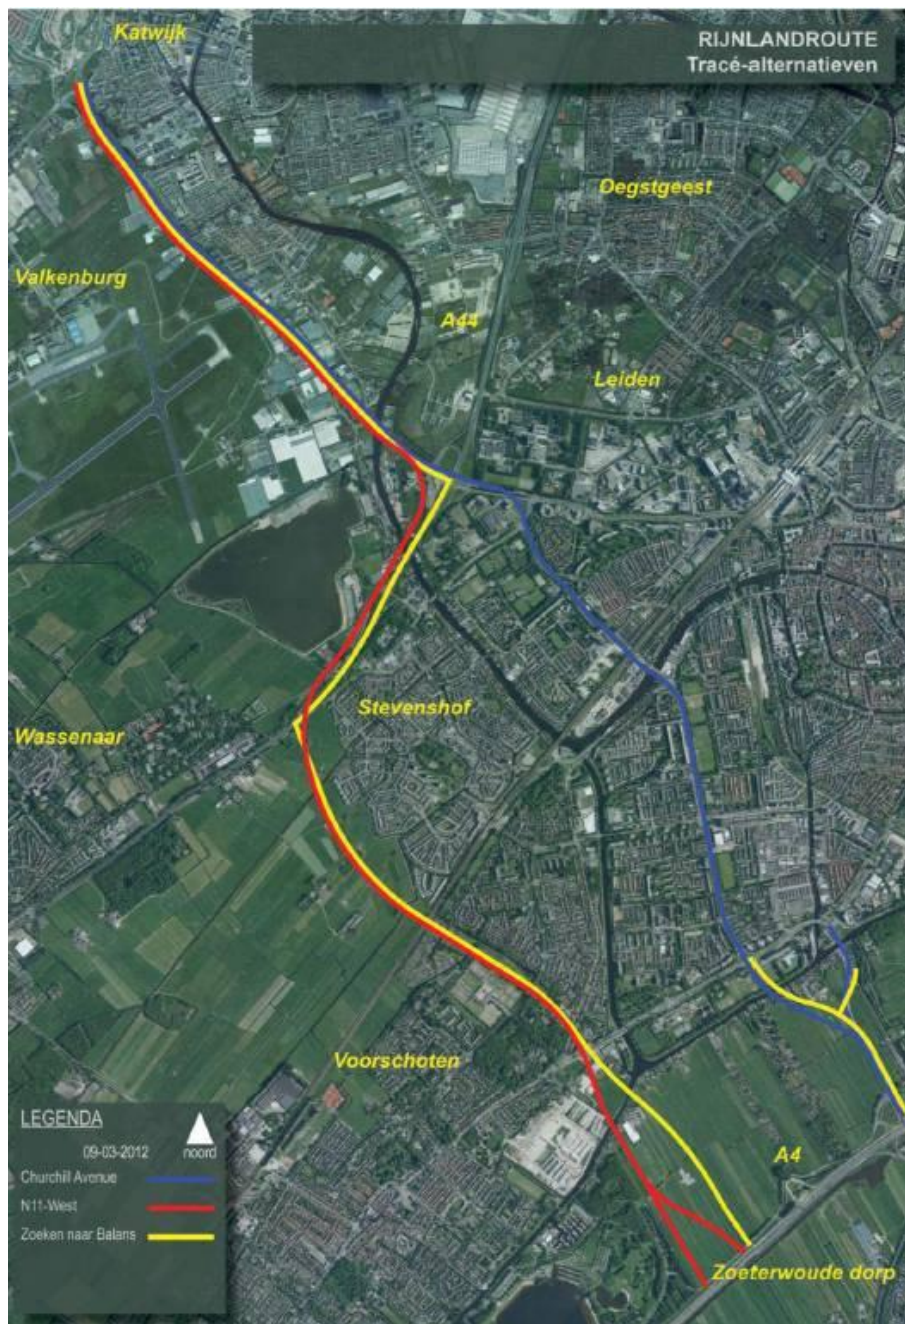 Katwijk
RIJNLANDROUTE
Tracé-alternatieven
Oegstgeest
Valkenburg
A44
Leiden
Stevenshof
Wassenaar
Voorschoten
LEGENDA
09-03-2012
noord
Churchill Avenue
N11-West
Zoeken naar Balans
A4
Zoeterwoude dorp